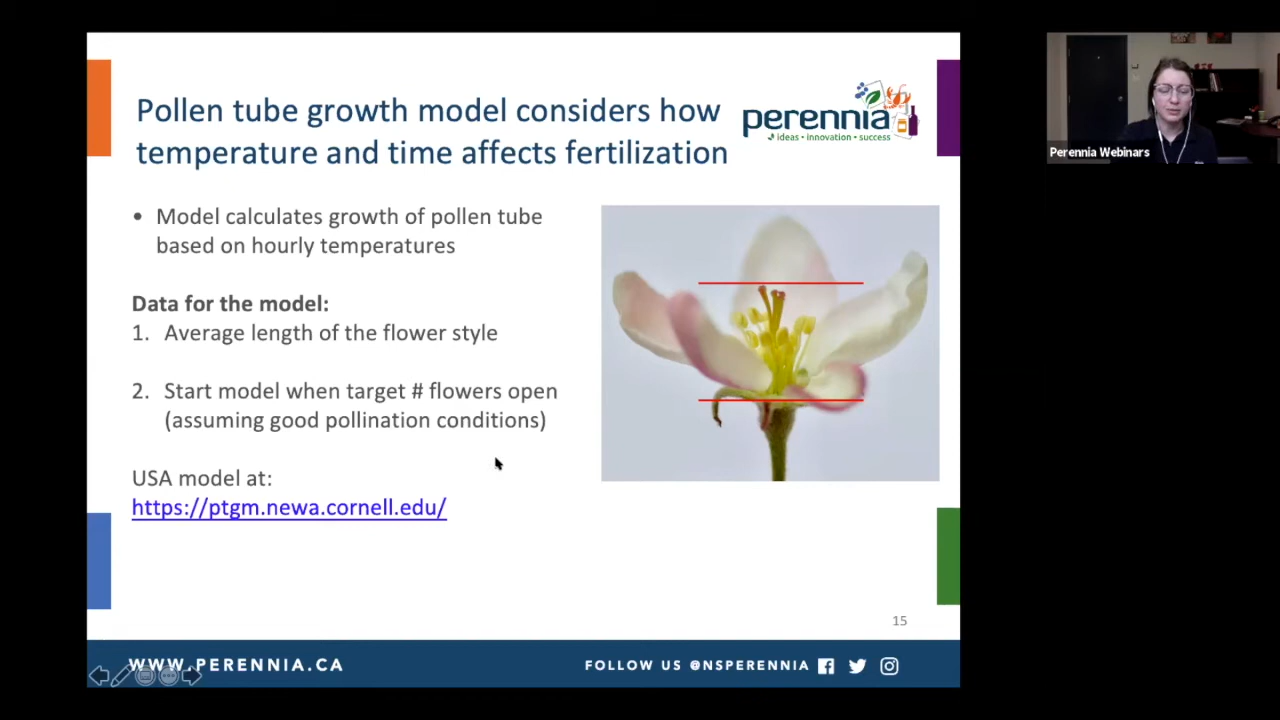 Pollen tube growth model considers how
temperature and time affects fertilization
perennia
ideas • innovation • success
• Model calculates growth of pollen tube
based on hourly temperatures
Data for the model:
1. Average length of the flower style
2. Start model when target # flowers open
(assuming good pollination conditions)
USA model at:
https://ptgm.newa.cornell.edu/
15
WWW.PERENNIA.CA
FOLLOW US @NSPERENNIA
Perennia Webinars